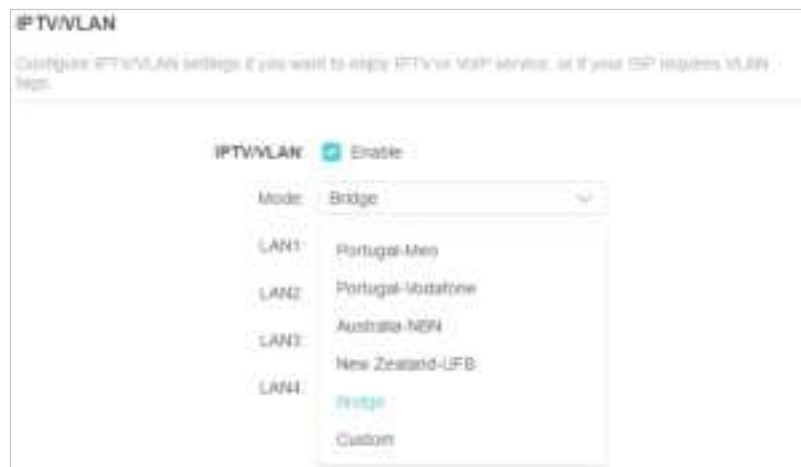 IPTV/VLAN
Configure IPTV/VLAN settings if you want to enjoy IPTV or VoIP service, or if your ISP requires VLAN
tags.
IPTV/VLAN: Enable
Mode: Bridge
LAN1: Portugal-Meo
LAN2: Portugal-Vodafone
Australia-NBN
LAN3:
New Zealand-UFB
LAN4: Bridge
Custom